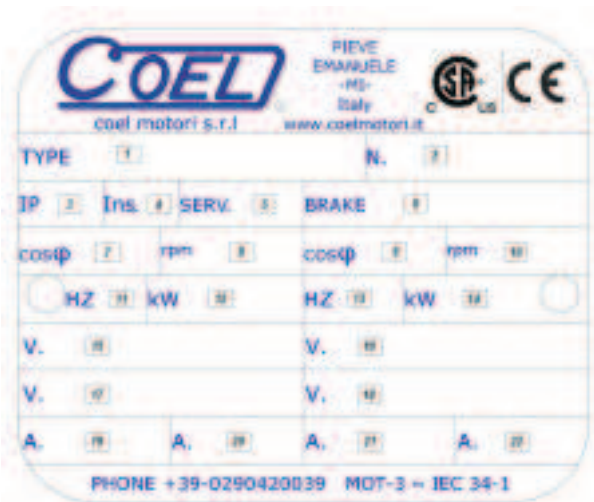 COEL
PIEVE
EMANUELE
-MI-
Italy
coel motori s.r.l
www.coelmotori.it
CSA
C US
CE
TYPE 1 N. 2
IP 3 Ins. 4 SERV. 5 BRAKE 6
cosφ 7 rpm 8 cosφ 9 rpm 10
HZ 11 kW 12 HZ 13 kW 14
V. 15 V. 16
V. 17 V. 18
A. 19 A. 20 A. 21 A. 22
PHONE +39-0290420039 MOT-3 ~ IEC 34-1